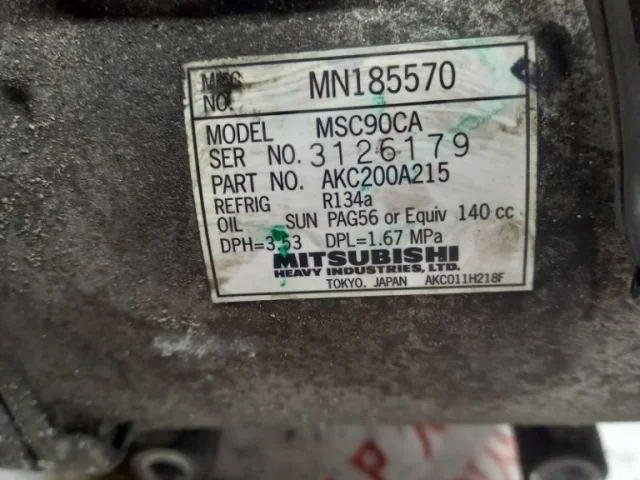 MMC NO. MN185570
MODEL MSC90CA
SER NO. 3126179
PART NO. AKC200A215
REFRIG R134a
OIL SUN PAG56 or Equiv 140 cc
DPH=3.53 DPL=1.67 MPa
MITSUBISHI
HEAVY INDUSTRIES, LTD.
TOKYO. JAPAN AKC011H218F